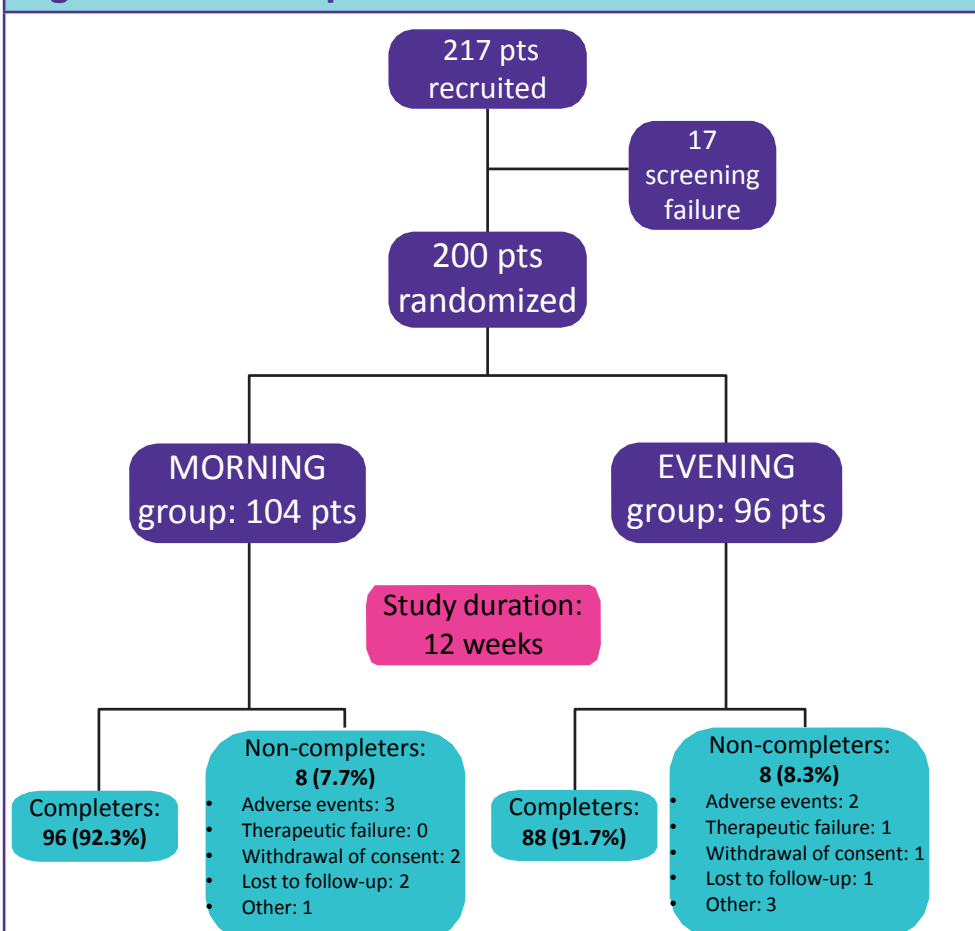 217 pts
recruited
17
screening
failure
200 pts
randomized
MORNING
group: 104 pts
EVENING
group: 96 pts
Study duration:
12 weeks
Completers:
96 (92.3%)
Non-completers:
8 (7.7%)
• Adverse events: 3
• Therapeutic failure: 0
• Withdrawal of consent: 2
• Lost to follow-up: 2
• Other: 1
Completers:
88 (91.7%)
Non-completers:
8 (8.3%)
• Adverse events: 2
• Therapeutic failure: 1
• Withdrawal of consent: 1
• Lost to follow-up: 1
• Other: 3